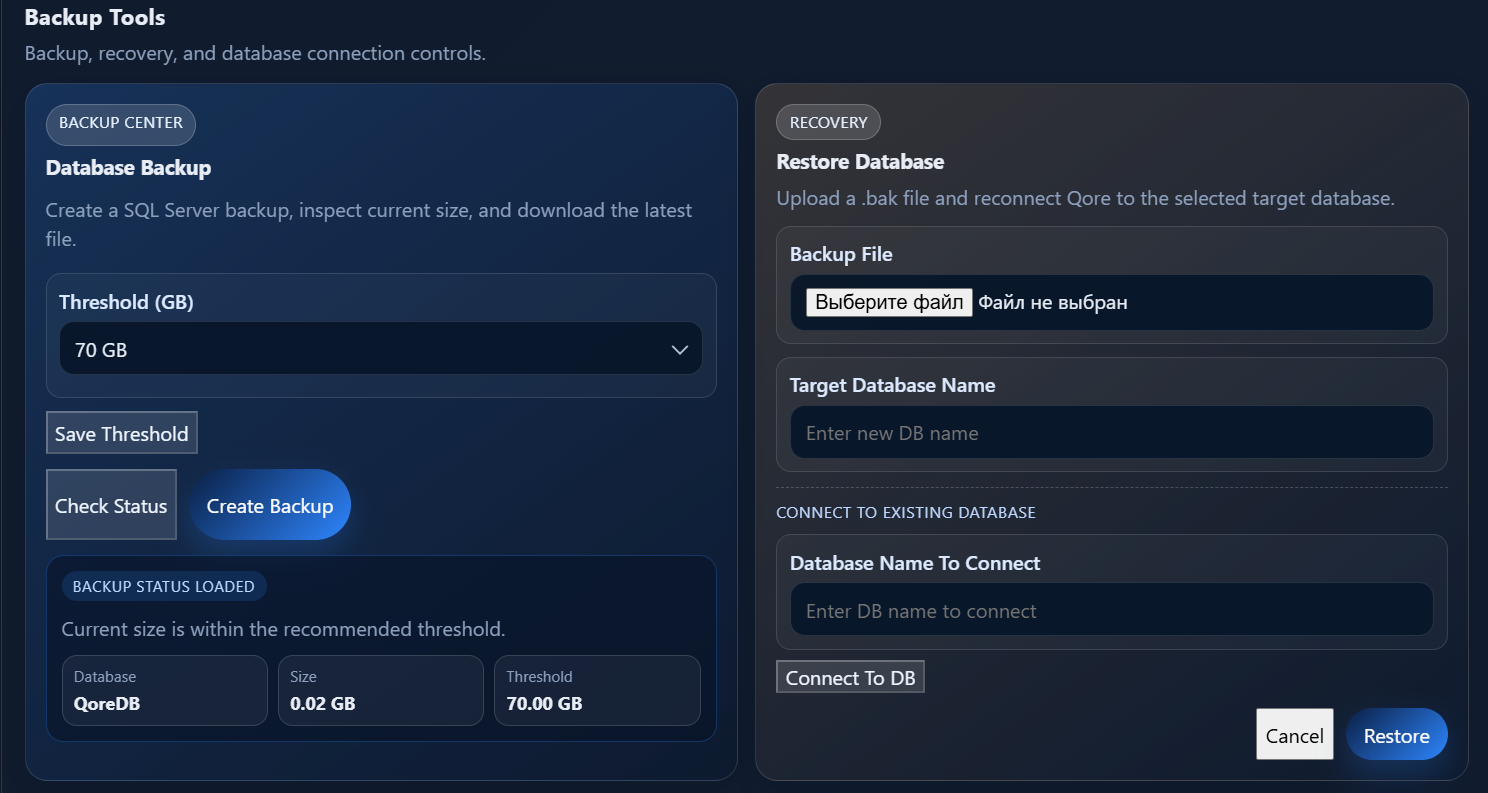 Backup Tools
Backup, recovery, and database connection controls.
BACKUP CENTER
Database Backup
Create a SQL Server backup, inspect current size, and download the latest
file.
Threshold (GB)
70 GB
Save Threshold
Check Status
Create Backup
BACKUP STATUS LOADED
Current size is within the recommended threshold.
Database
QoreDB
Size
0.02 GB
Threshold
70.00 GB
RECOVERY
Restore Database
Upload a .bak file and reconnect Qore to the selected target database.
Backup File
Выберите файл Файл не выбран
Target Database Name
Enter new DB name
CONNECT TO EXISTING DATABASE
Database Name To Connect
Enter DB name to connect
Connect To DB
Cancel
Restore